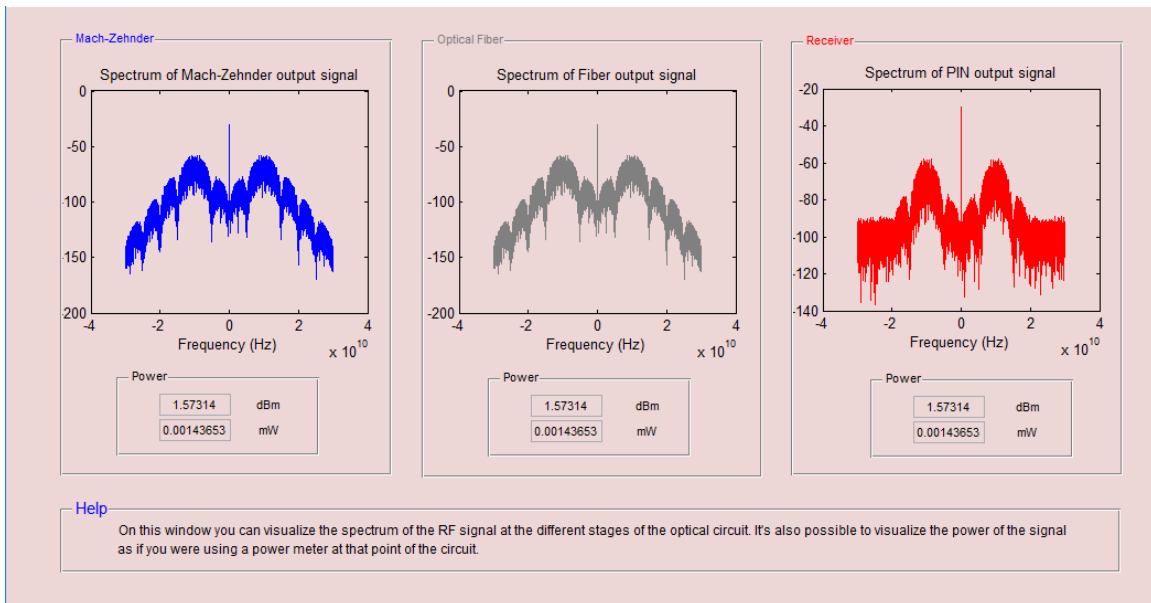 Mach-Zehnder
Spectrum of Mach-Zehnder output signal
0
-50
-100
-150
-200
-4
-2
0
2
4
Frequency (Hz)
x 10^10
Power
1.57314 dBm
0.00143653 mW
Optical Fiber
Spectrum of Fiber output signal
0
-50
-100
-150
-200
-4
-2
0
2
4
Frequency (Hz)
x 10^10
Power
1.57314 dBm
0.00143653 mW
Receiver
Spectrum of PIN output signal
-20
-40
-60
-80
-100
-120
-140
-4
-2
0
2
4
Frequency (Hz)
x 10^10
Power
1.57314 dBm
0.00143653 mW
Help
On this window you can visualize the spectrum of the RF signal at the different stages of the optical circuit. It's also possible to visualize the power of the signal
as if you were using a power meter at that point of the circuit.